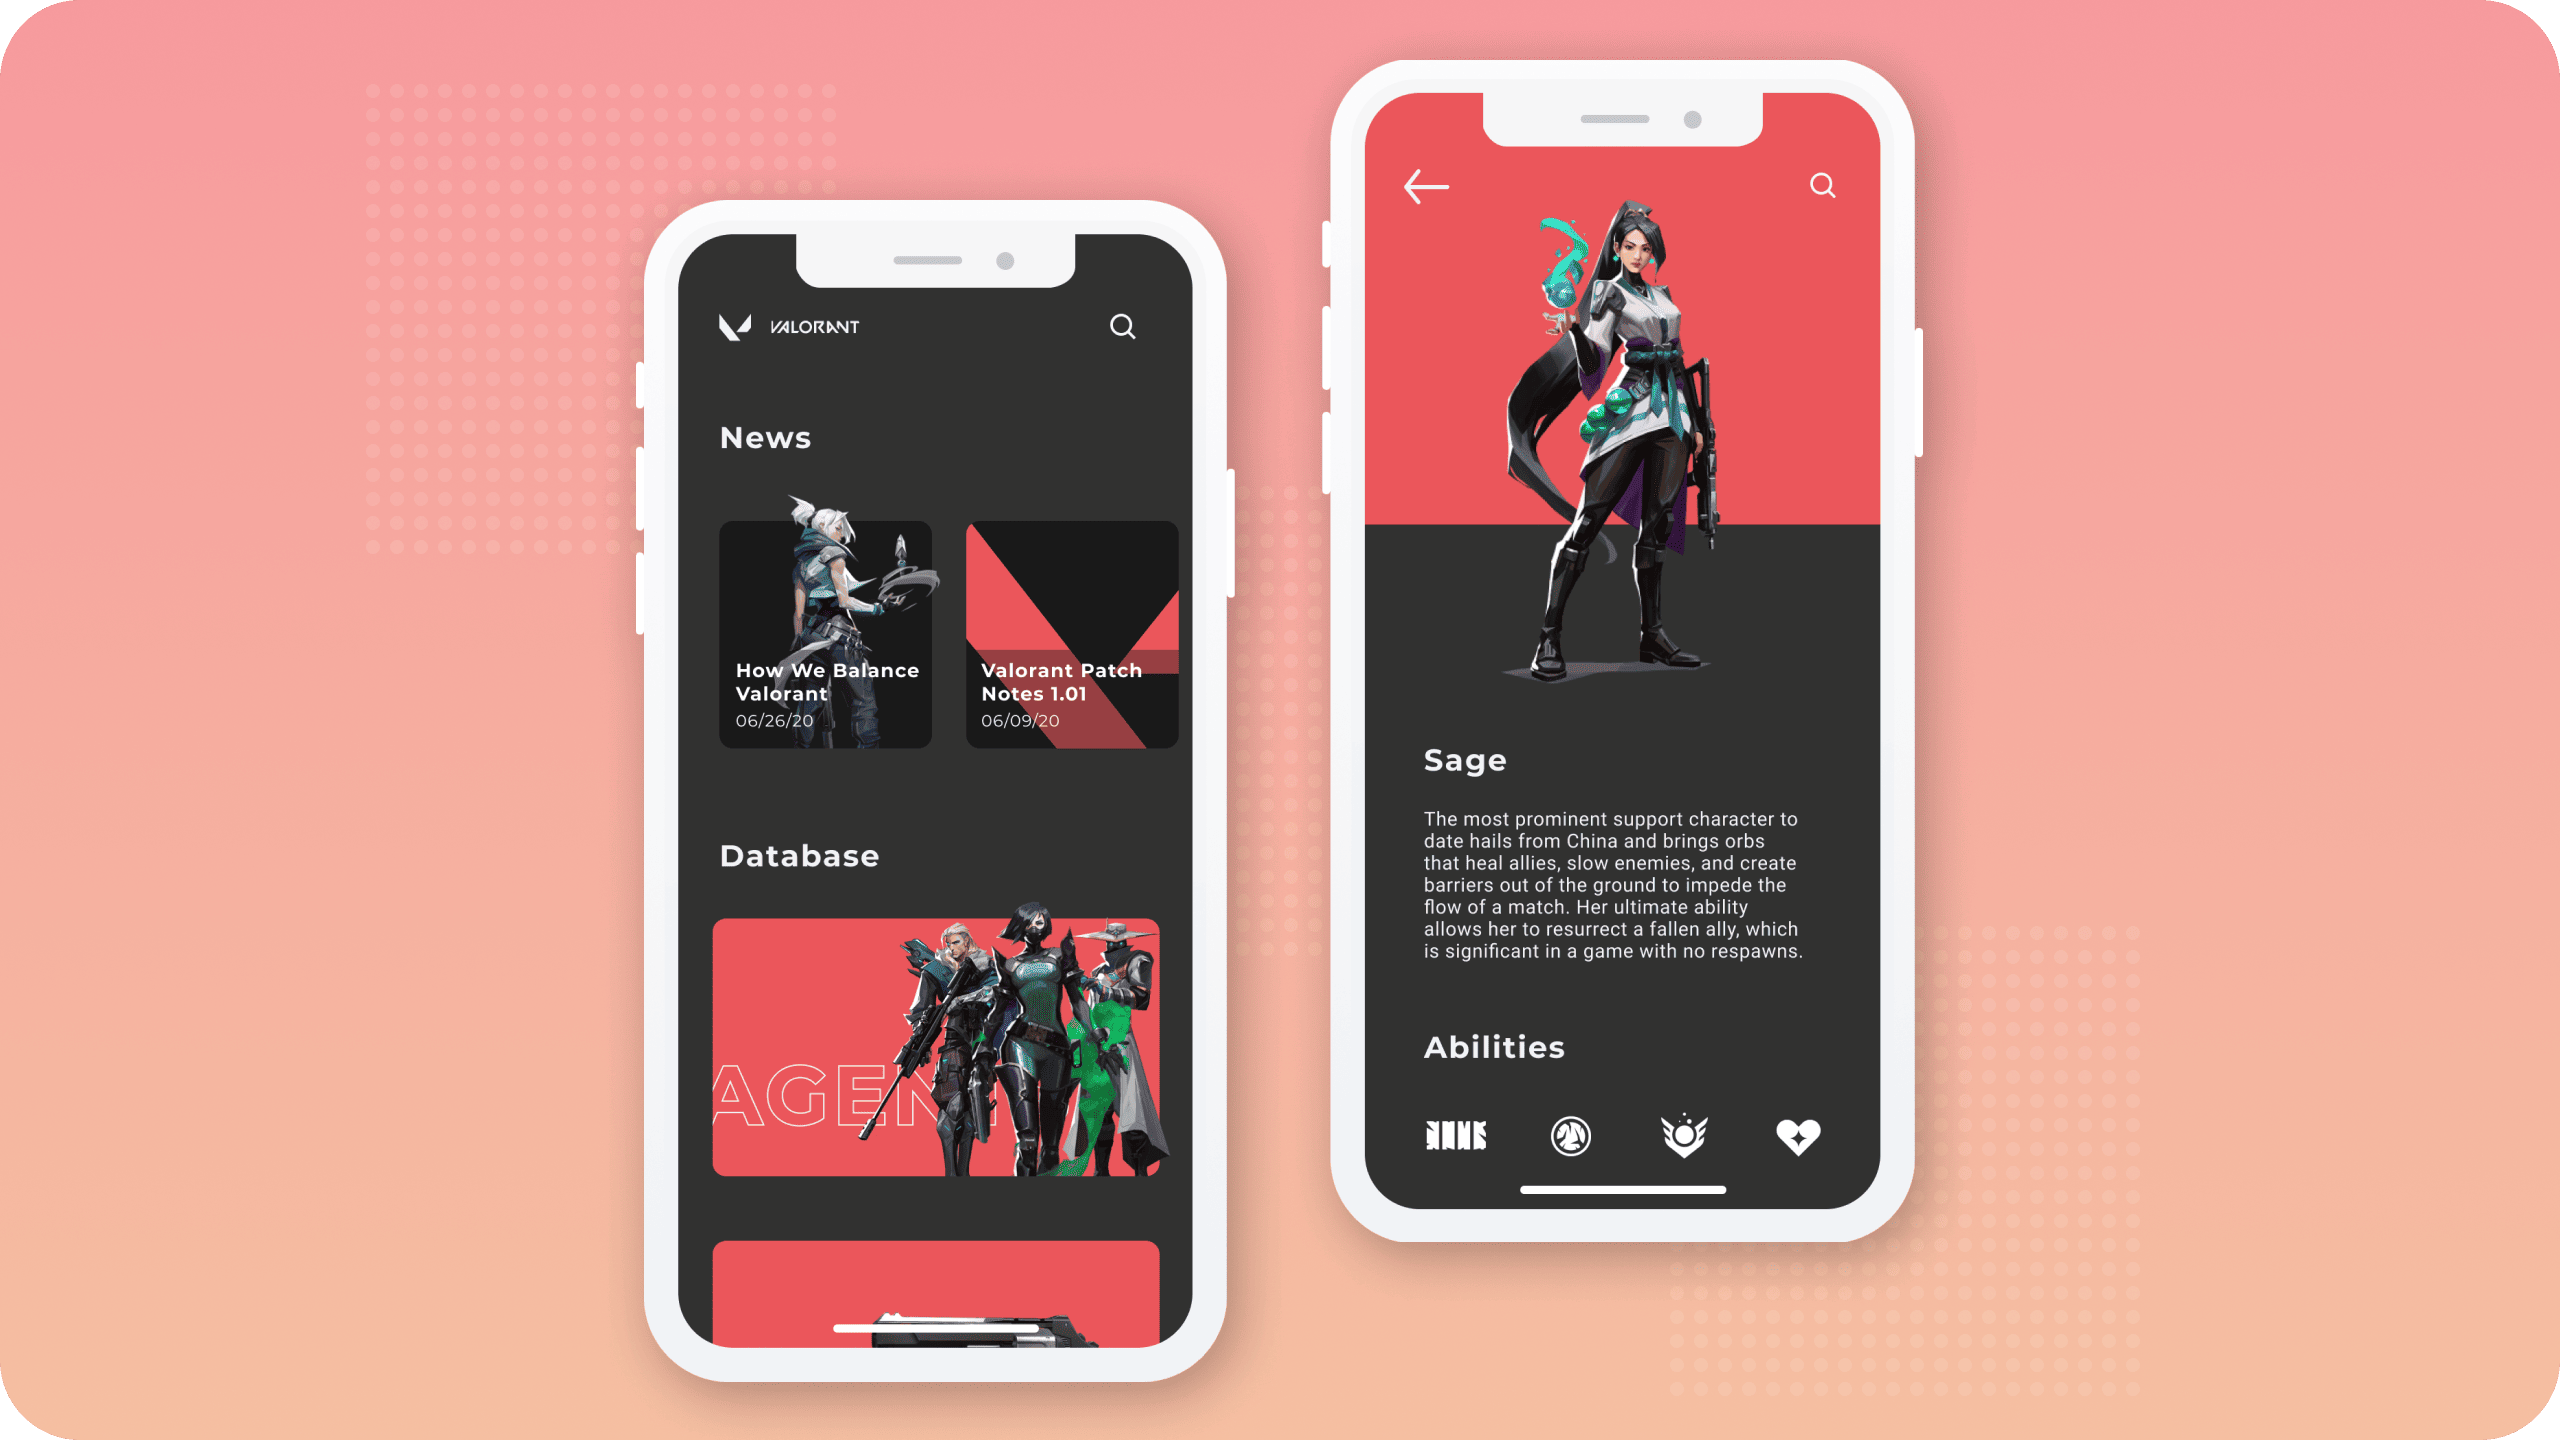 VALORANT
News
How We Balance
Valorant
06/26/20
Valorant Patch
Notes 1.01
06/09/20
Database
AGENT
Sage
The most prominent support character to
date hails from China and brings orbs
that heal allies, slow enemies, and create
barriers out of the ground to impede the
flow of a match. Her ultimate ability
allows her to resurrect a fallen ally, which
is significant in a game with no respawns.
Abilities